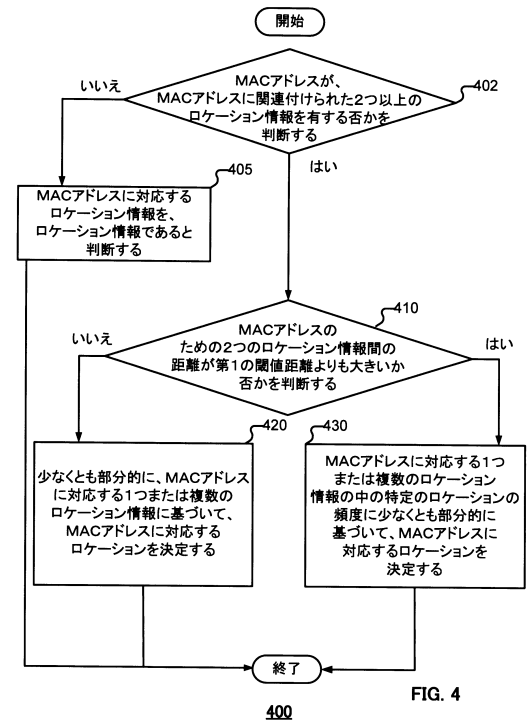 開始
MACアドレスが、
MACアドレスに関連付けられた2つ以上の
ロケーション情報を有する否かを
判断する
402
いいえ
はい
405
MACアドレスに対応する
ロケーション情報を、
ロケーション情報であると
判断する
410
MACアドレスの
ための2つのロケーション情報間の
距離が第1の閾値距離よりも大きいか
否かを判断する
いいえ
はい
420
少なくとも部分的に、MACアドレス
に対応する1つまたは複数の
ロケーション情報に基づいて、
MACアドレスに対応する
ロケーションを決定する
430
MACアドレスに対応する1つ
または複数のロケーション
情報の中の特定のロケーションの
頻度に少なくとも部分的に
基づいて、MACアドレスに
対応するロケーションを
決定する
終了
FIG. 4
400